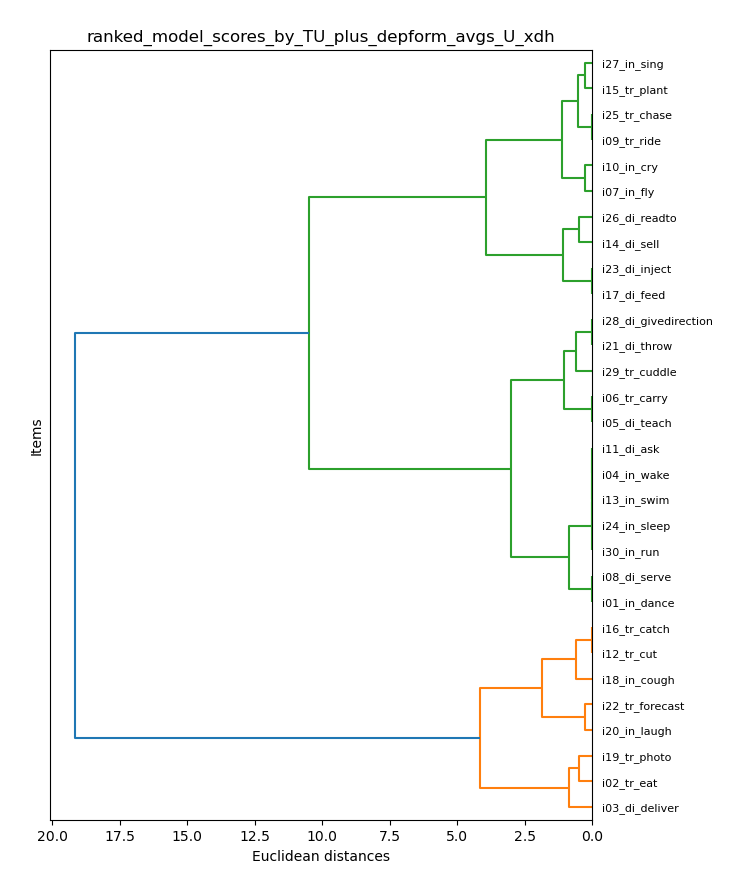 ranked_model_scores_by_TU_plus_depform_avgs_U_xdh
i27_in_sing
i15_tr_plant
i25_tr_chase
i09_tr_ride
i10_in_cry
i07_in_fly
i26_di_readto
i14_di_sell
i23_di_inject
i17_di_feed
i28_di_givedirection
i21_di_throw
i29_tr_cuddle
i06_tr_carry
i05_di_teach
i11_di_ask
i04_in_wake
i13_in_swim
i24_in_sleep
i30_in_run
i08_di_serve
i01_in_dance
i16_tr_catch
i12_tr_cut
i18_in_cough
i22_tr_forecast
i20_in_laugh
i19_tr_photo
i02_tr_eat
i03_di_deliver
Items
20.0 17.5 15.0 12.5 10.0 7.5 5.0 2.5 0.0
Euclidean distances